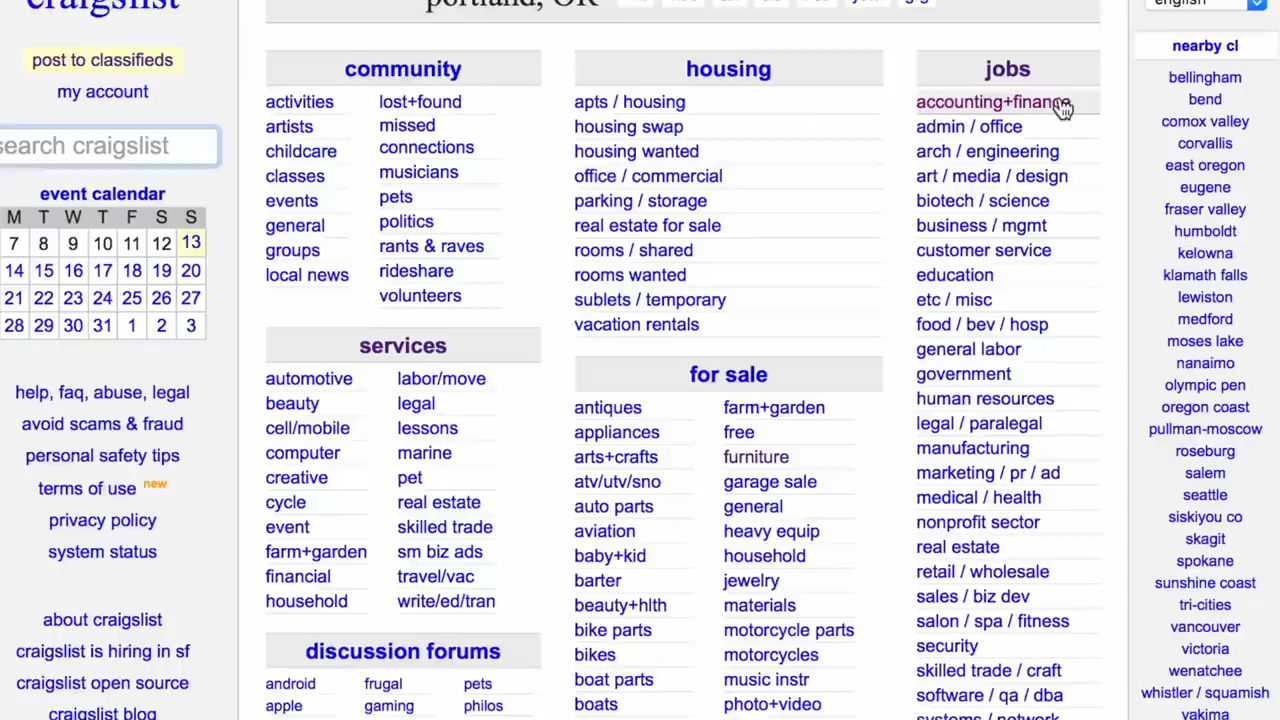 craigslist
post to classifieds
my account
search craigslist
event calendar
M T W T F S S
7 8 9 10 11 12 13
14 15 16 17 18 19 20
21 22 23 24 25 26 27
28 29 30 31 1 2 3
help, faq, abuse, legal
avoid scams & fraud
personal safety tips
terms of use new
privacy policy
system status
about craigslist
craigslist is hiring in sf
craigslist open source
craigslist blog
portland, OR
community
activities
artists
childcare
classes
events
general
groups
local news
lost+found
missed
connections
musicians
pets
politics
rants & raves
rideshare
volunteers
services
automotive
beauty
cell/mobile
computer
creative
cycle
event
farm+garden
financial
household
labor/move
legal
lessons
marine
pet
real estate
skilled trade
sm biz ads
travel/vac
write/ed/tran
discussion forums
android
apple
frugal
gaming
pets
philos
housing
apts / housing
housing swap
housing wanted
office / commercial
parking / storage
real estate for sale
rooms / shared
rooms wanted
sublets / temporary
vacation rentals
for sale
antiques
appliances
arts+crafts
atv/utv/sno
auto parts
aviation
baby+kid
barter
beauty+hlth
bike parts
bikes
boat parts
boats
farm+garden
free
furniture
garage sale
general
heavy equip
household
jewelry
materials
motorcycle parts
motorcycles
music instr
photo+video
jobs
accounting+finance
admin / office
arch / engineering
art / media / design
biotech / science
business / mgmt
customer service
education
etc / misc
food / bev / hosp
general labor
government
human resources
legal / paralegal
manufacturing
marketing / pr / ad
medical / health
nonprofit sector
real estate
retail / wholesale
sales / biz dev
salon / spa / fitness
security
skilled trade / craft
software / qa / dba
systems / network
english
nearby cl
bellingham
bend
comox valley
corvallis
east oregon
eugene
fraser valley
humboldt
kelowna
klamath falls
lewiston
medford
moses lake
nanaimo
olympic pen
oregon coast
pullman-moscow
roseburg
salem
seattle
siskiyou co
skagit
spokane
sunshine coast
tri-cities
vancouver
victoria
wenatchee
whistler / squamish
yakima